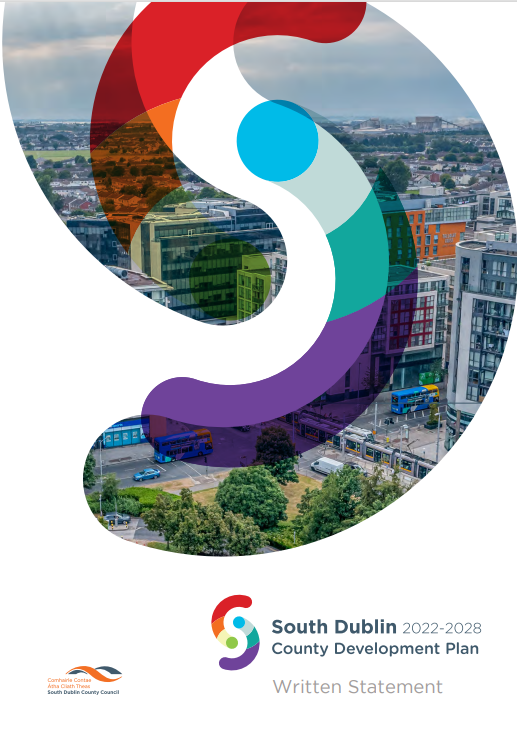 South Dublin 2022-2028
County Development Plan
Written Statement
Comhairle Contae
Átha Cliath Theas
South Dublin County Council